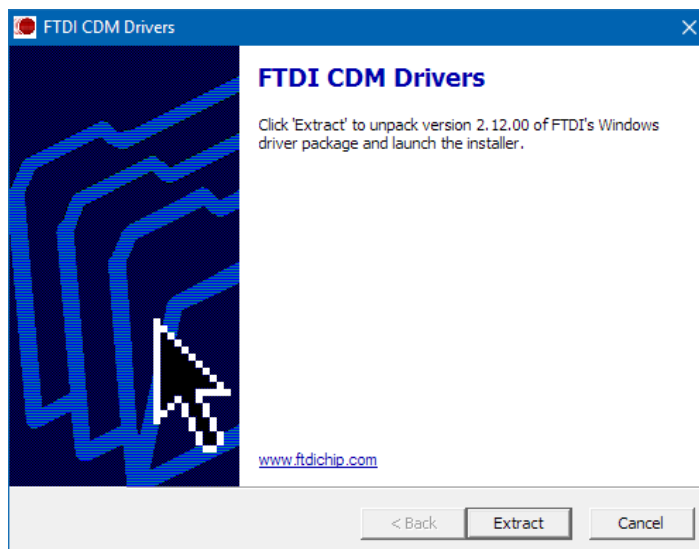 FTDI CDM Drivers
FTDI CDM Drivers
Click 'Extract' to unpack version 2.12.00 of FTDI's Windows
driver package and launch the installer.
www.ftdichip.com
< Back
Extract
Cancel